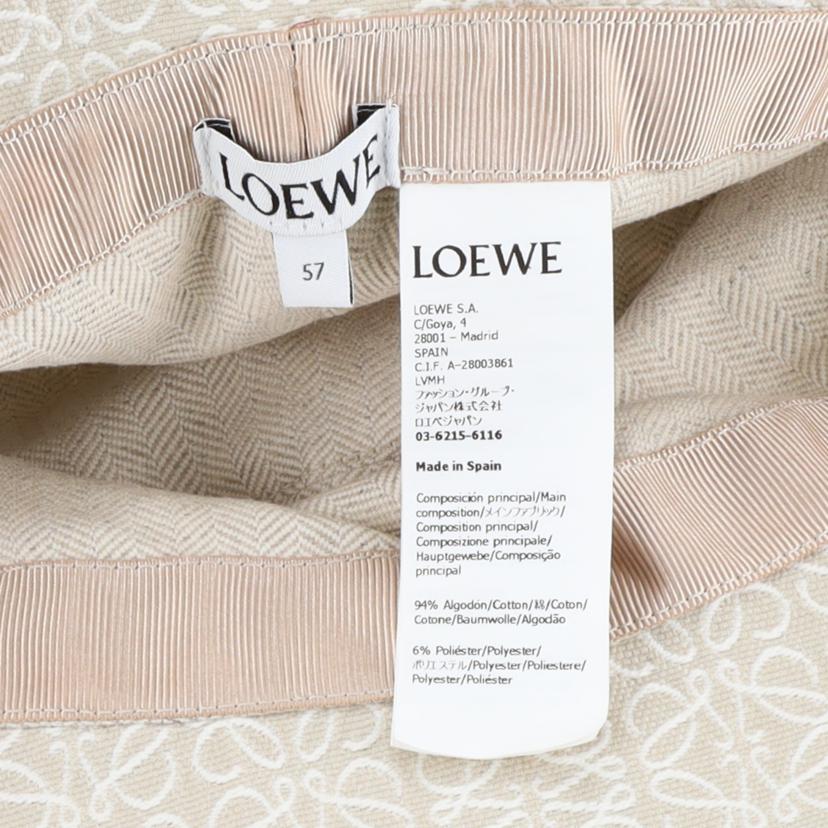 LOEWE
57
LOEWE
LOEWE S.A.
C/Goya, 4
28001 – Madrid
SPAIN
C.I.F. A-28003861
LVMH
ファッション・グループ・
ジャパン株式会社
ロエベジャパン
03-6215-6116
Made in Spain
Composición principal/Main
composition/メインファブリック/
Composition principal/
Composizione principale/
Hauptgewebe/Composição
principal
94% Algodón/Cotton/綿/Coton/
Cotone/Baumwolle/Algodão
6% Poliéster/Polyester/
ポリエステル/Polyester/Poliestere/
Polyester/Poliéster